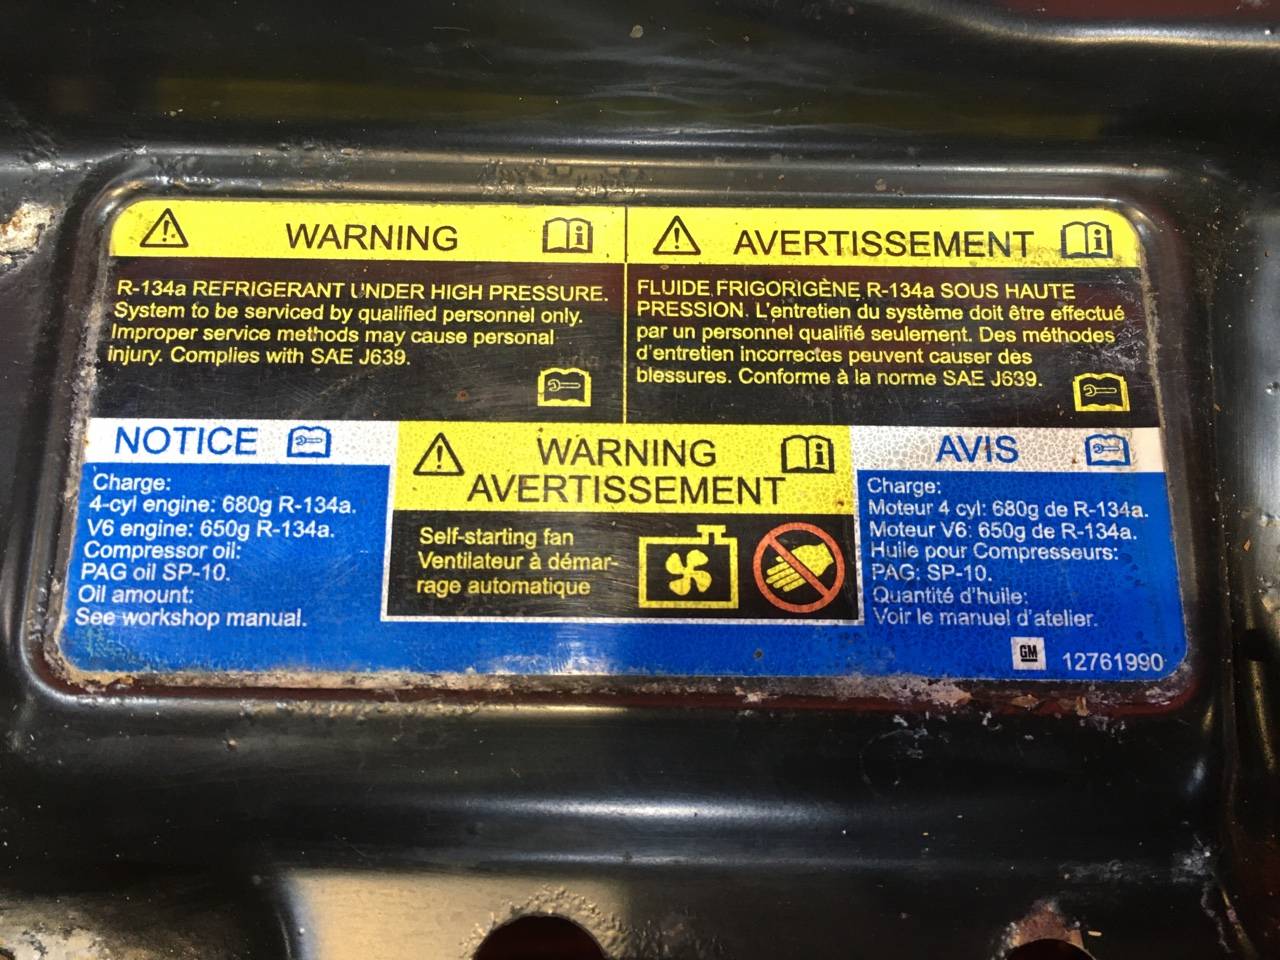 WARNING
R-134a REFRIGERANT UNDER HIGH PRESSURE.
System to be serviced by qualified personnel only.
Improper service methods may cause personal
injury. Complies with SAE J639.
AVERTISSEMENT
FLUIDE FRIGORIGÈNE R-134a SOUS HAUTE
PRESSION. L'entretien du système doit être effectué
par un personnel qualifié seulement. Des méthodes
d'entretien incorrectes peuvent causer des
blessures. Conforme à la norme SAE J639.
NOTICE
Charge:
4-cyl engine: 680g R-134a.
V6 engine: 650g R-134a.
Compressor oil:
PAG oil SP-10.
Oil amount:
See workshop manual.
WARNING
AVERTISSEMENT
Self-starting fan
Ventilateur à démar-
rage automatique
AVIS
Charge:
Moteur 4 cyl: 680g de R-134a.
Moteur V6: 650g de R-134a.
Huile pour Compresseurs:
PAG: SP-10.
Quantité d'huile:
Voir le manuel d'atelier.
GM 12761990